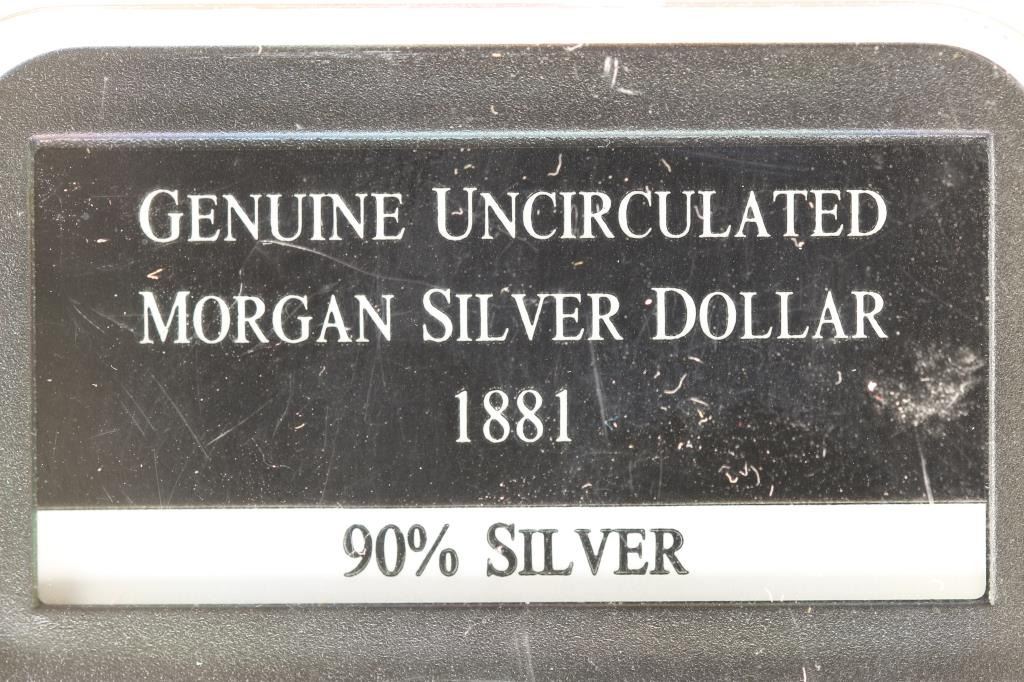 GENUINE UNCIRCULATED
MORGAN SILVER DOLLAR
1881
90% SILVER